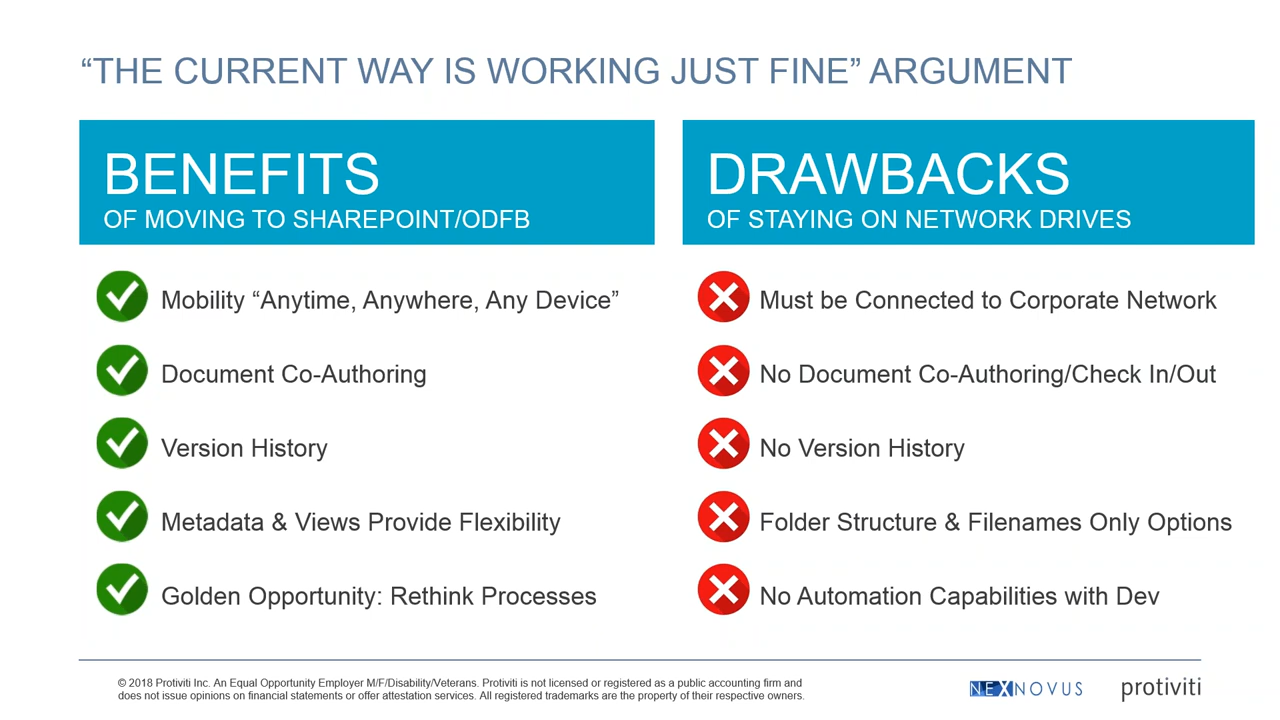 “THE CURRENT WAY IS WORKING JUST FINE” ARGUMENT
BENEFITS
OF MOVING TO SHAREPOINT/ODFB
Mobility “Anytime, Anywhere, Any Device”
Document Co-Authoring
Version History
Metadata & Views Provide Flexibility
Golden Opportunity: Rethink Processes
DRAWBACKS
OF STAYING ON NETWORK DRIVES
Must be Connected to Corporate Network
No Document Co-Authoring/Check In/Out
No Version History
Folder Structure & Filenames Only Options
No Automation Capabilities with Dev
© 2018 Protiviti Inc. An Equal Opportunity Employer M/F/Disability/Veterans. Protiviti is not licensed or registered as a public accounting firm and
does not issue opinions on financial statements or offer attestation services. All registered trademarks are the property of their respective owners.
NEXNOVUS
protiviti